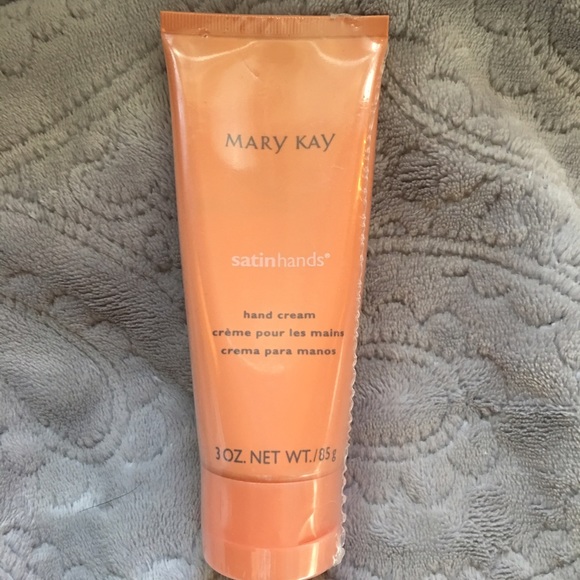 MARY KAY
satinhands®
hand cream
crème pour les mains
crema para manos
3 OZ. NET WT./85 g